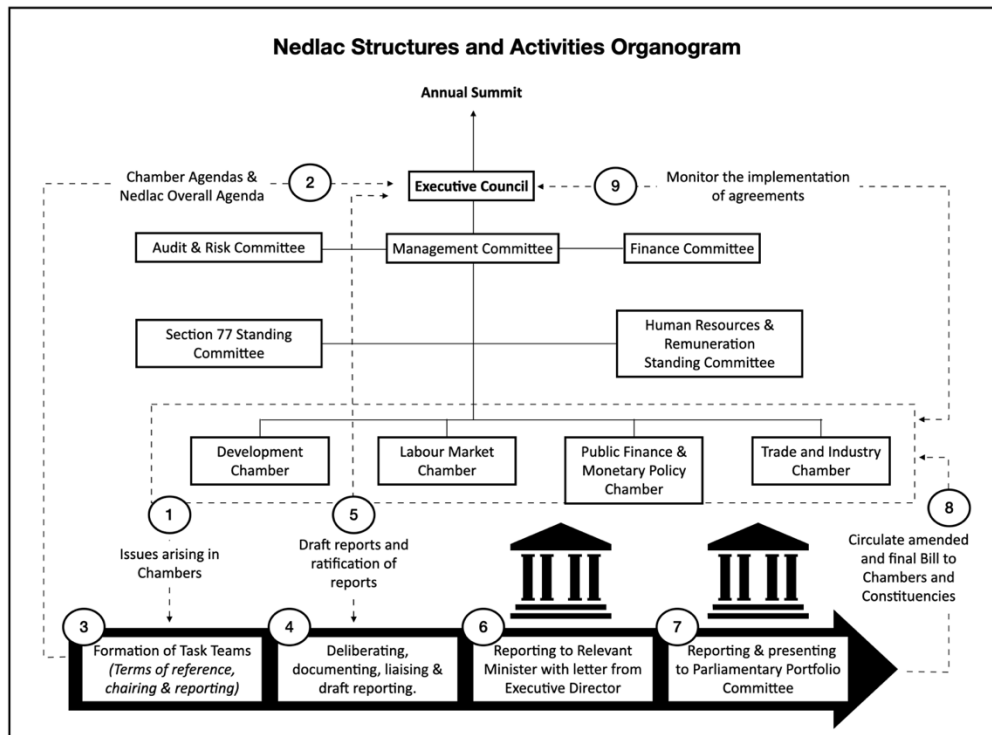 Nedlac Structures and Activities Organogram
Annual Summit
Chamber Agendas &
Nedlac Overall Agenda
2
Executive Council
9
Monitor the implementation
of agreements
Audit & Risk Committee
Management Committee
Finance Committee
Section 77 Standing
Committee
Human Resources &
Remuneration
Standing Committee
Development
Chamber
Labour Market
Chamber
Public Finance &
Monetary Policy
Chamber
Trade and Industry
Chamber
1
Issues arising in
Chambers
5
Draft reports and
ratification of
reports
8
Circulate amended
and final Bill to
Chambers and
Constituencies
3
Formation of Task Teams
(Terms of reference,
chairing & reporting)
4
Deliberating,
documenting, liaising &
draft reporting.
6
Reporting to Relevant
Minister with letter from
Executive Director
7
Reporting & presenting
to Parliamentary Portfolio
Committee